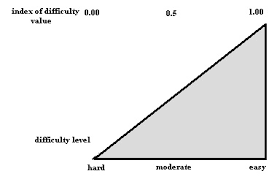 index of difficulty 0.00 0.5 1.00
value
difficulty level
hard moderate easy